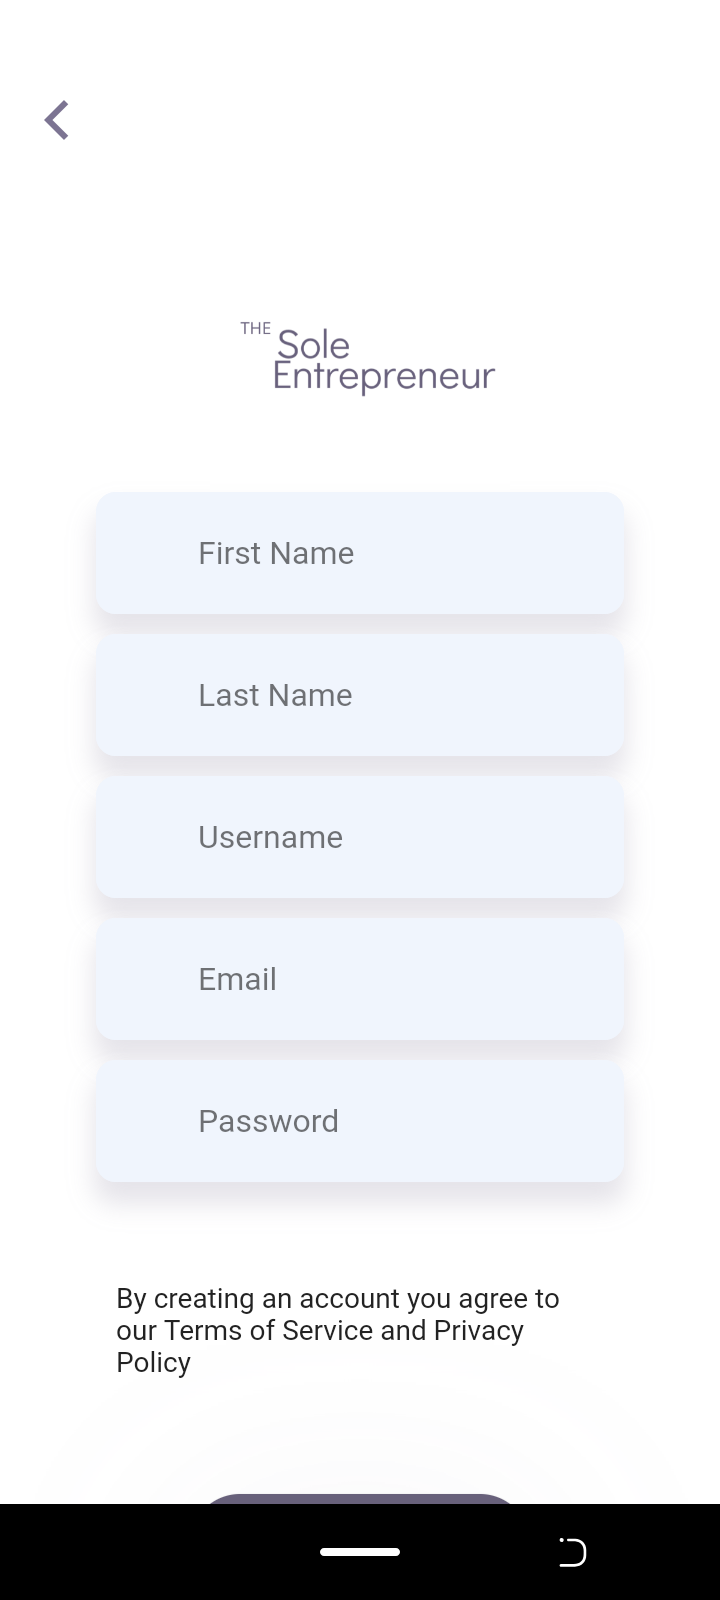 THE
Sole
Entrepreneur
First Name
Last Name
Username
Email
Password
By creating an account you agree to
our Terms of Service and Privacy
Policy